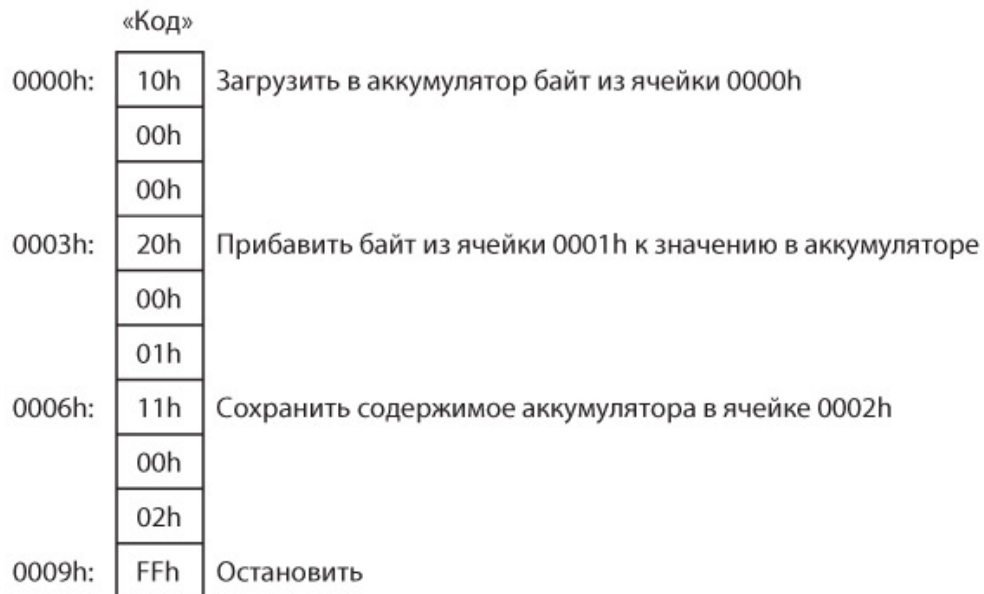 «Код»
0000h: 10h Загрузить в аккумулятор байт из ячейки 0000h
00h
00h
0003h: 20h Прибавить байт из ячейки 0001h к значению в аккумуляторе
00h
01h
0006h: 11h Сохранить содержимое аккумулятора в ячейке 0002h
00h
02h
0009h: FFh Остановить